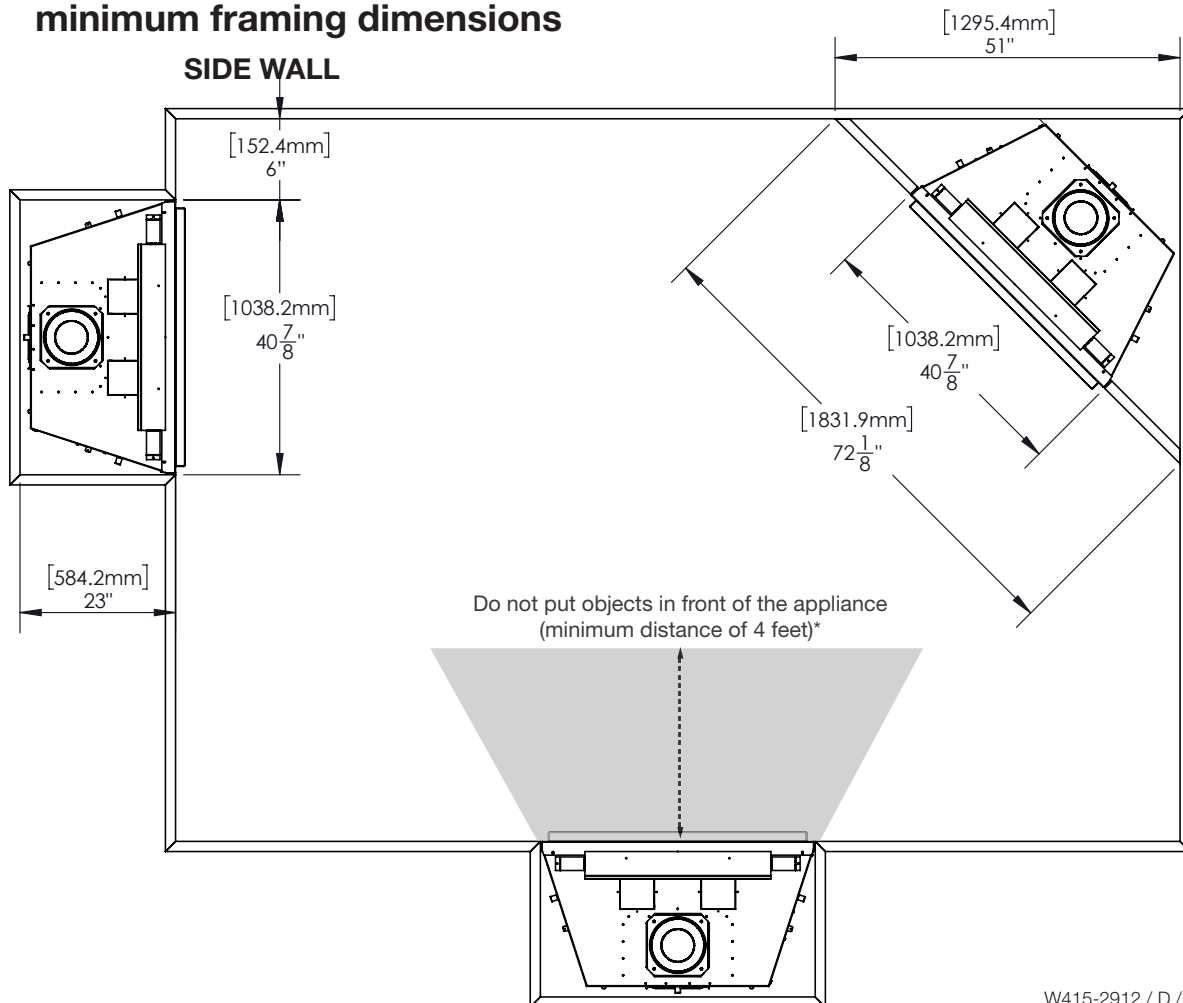 minimum framing dimensions
SIDE WALL
[1295.4mm]
51"
[152.4mm]
6"
[1038.2mm]
40 7/8"
[1038.2mm]
40 7/8"
[1831.9mm]
72 1/8"
[584.2mm]
23"
Do not put objects in front of the appliance
(minimum distance of 4 feet)*
W415-2912 / D /